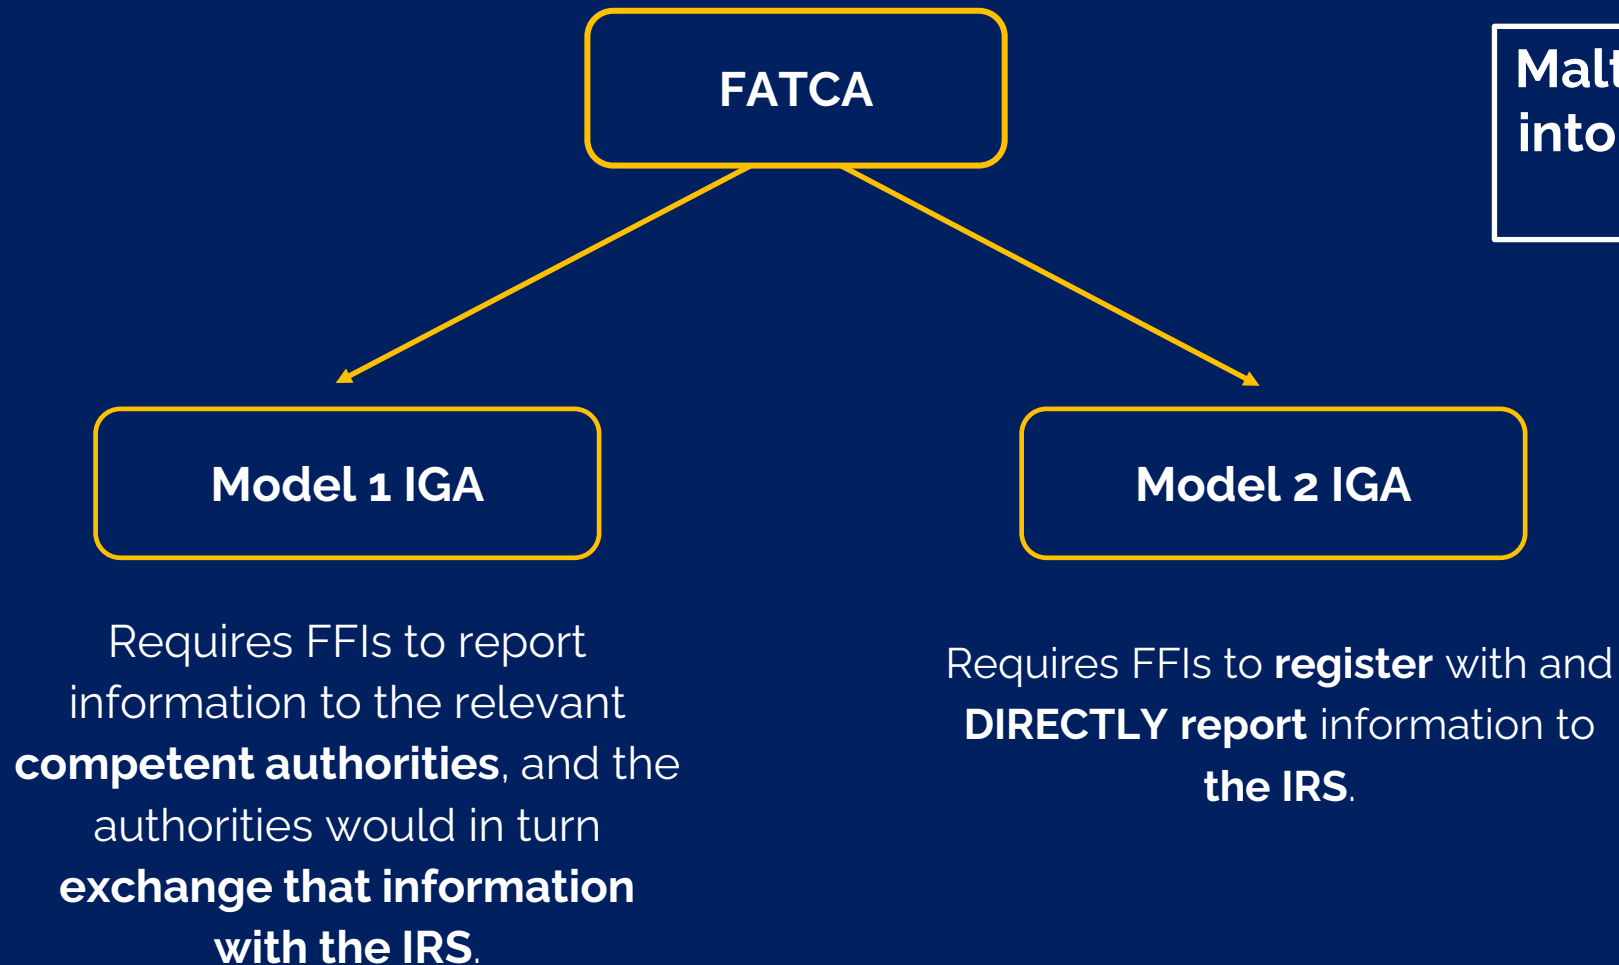 FATCA
into
Model 1 IGA
Model 2 IGA
Requires FFIs to report
information to the relevant
competent authorities, and the
authorities would in turn
exchange that information
with the IRS.
Requires FFIs to register with and
DIRECTLY report information to
the IRS.